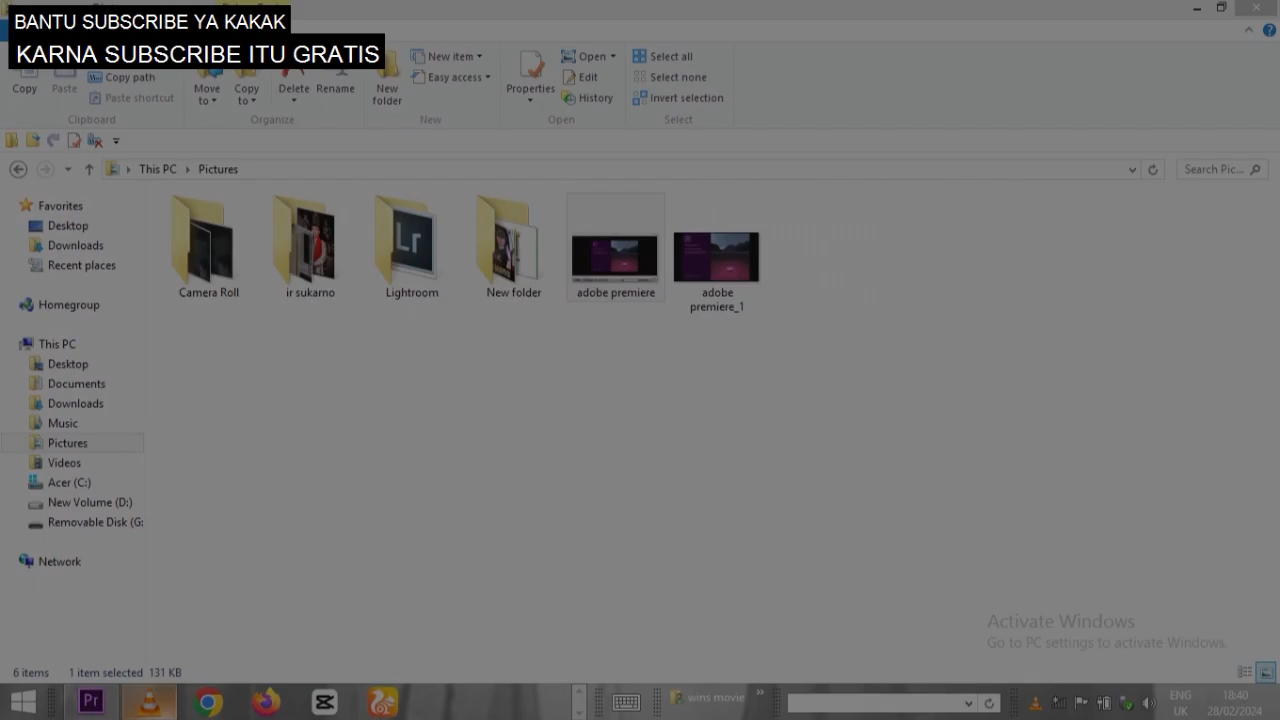 BANTU SUBSCRIBE YA KAKAK
KARNA SUBSCRIBE ITU GRATIS
Copy
Paste
Copy path
Paste shortcut
Clipboard
Move to
Copy to
Delete
Rename
Organize
New folder
New item
Easy access
New
Properties
Open
Edit
History
Open
Select all
Select none
Invert selection
Select
This PC
Pictures
Search Pic...
Favorites
Desktop
Downloads
Recent places
Homegroup
This PC
Desktop
Documents
Downloads
Music
Pictures
Videos
Acer (C:)
New Volume (D:)
Removable Disk (G:
Network
Camera Roll
ir sukarno
Lr
Lightroom
New folder
adobe premiere
adobe
premiere_1
Activate Windows
Go to PC settings to activate Windows.
6 items
1 item selected 131 KB
Pr
wins movie
ENG
UK
18:40
28/02/2024